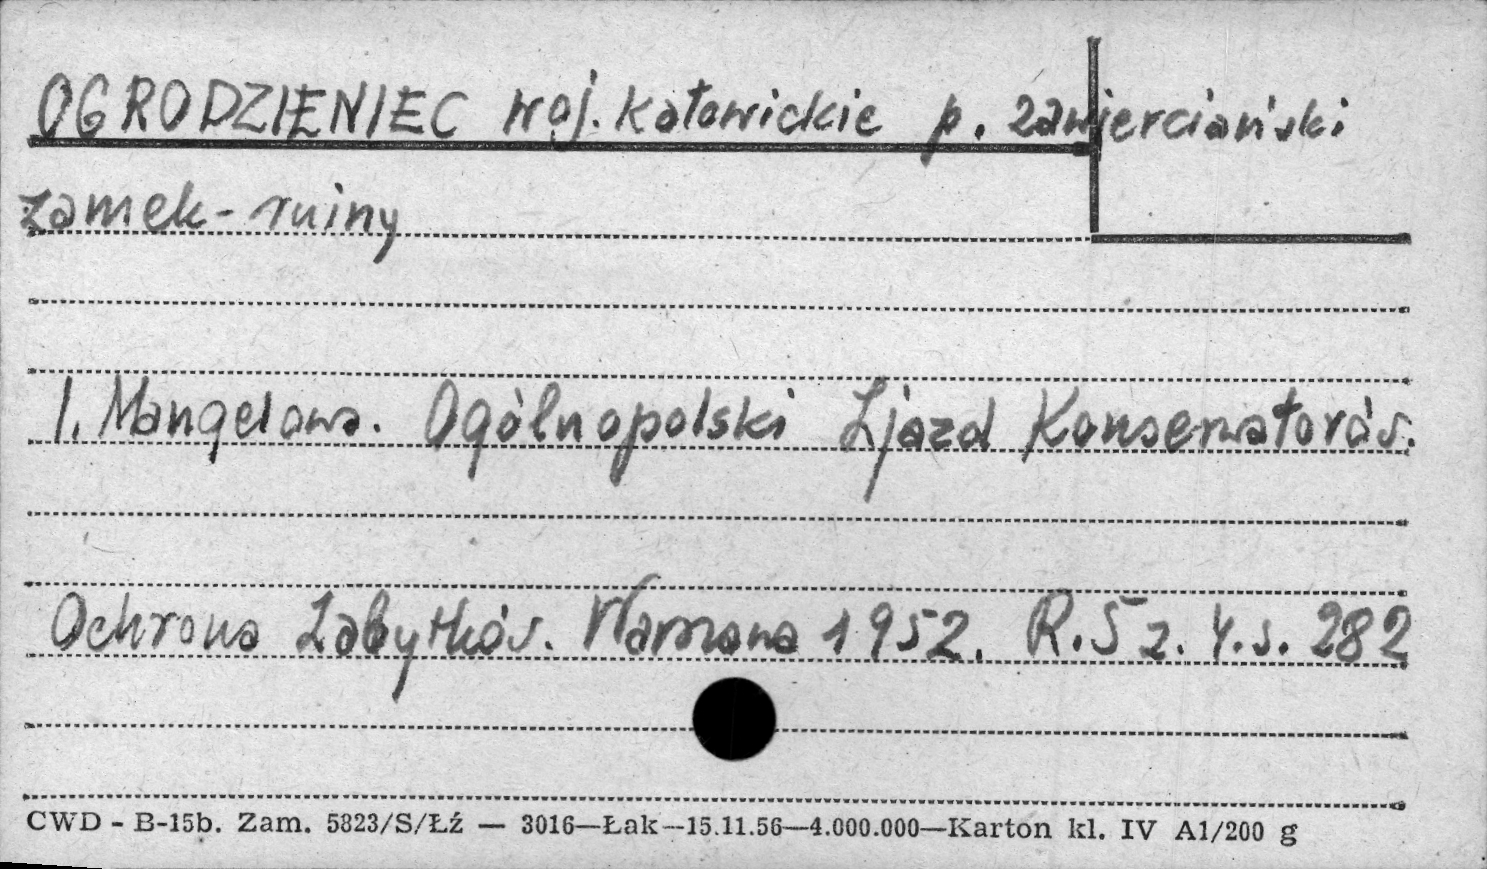 OGRODZIENIEC woj. katowickie p. zawierciański
zamek - ruiny
I. Mangelowa. Ogólnopolski Zjazd Konserwatorów.
Ochrona Zabytków. Warszawa 1952. R. 5 z. 4. s. 282
CWD - B-15b. Zam. 5823/S/Łź — 3016—Łak—15.11.56—4.000.000—Karton kl. IV A1/200 g